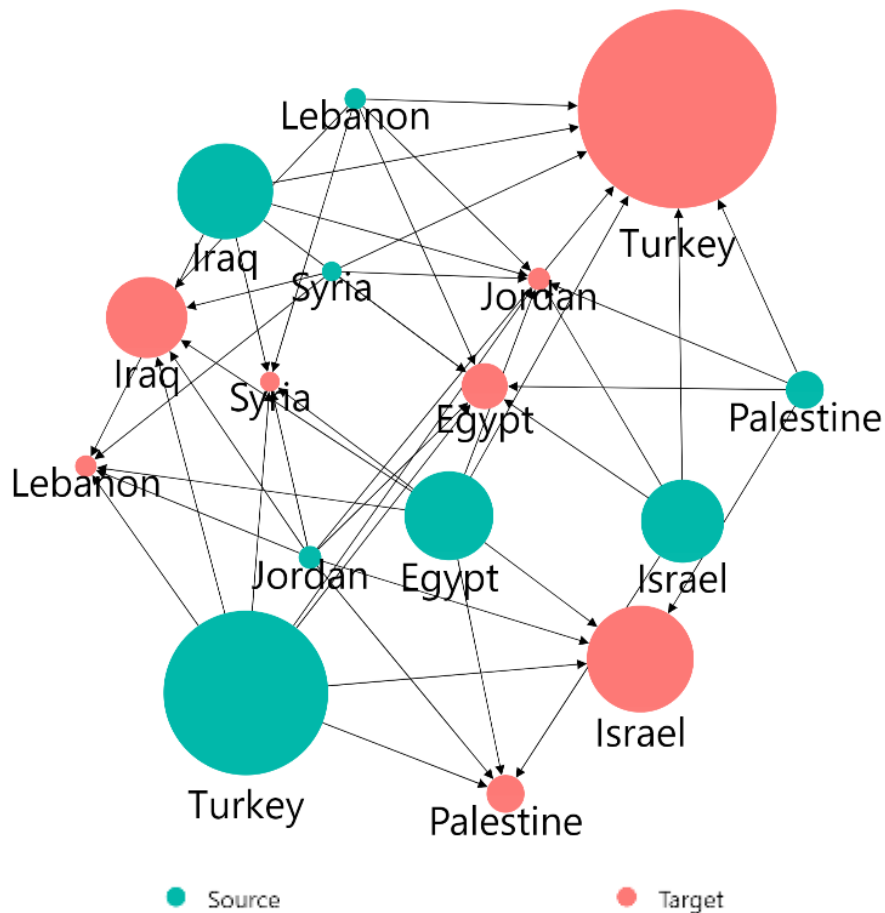 Lebanon
Turkey
Iraq
Syria
Jordan
Iraq
Syria
Egypt
Palestine
Lebanon
Jordan
Egypt
Israel
Israel
Turkey
Palestine
Source
Target